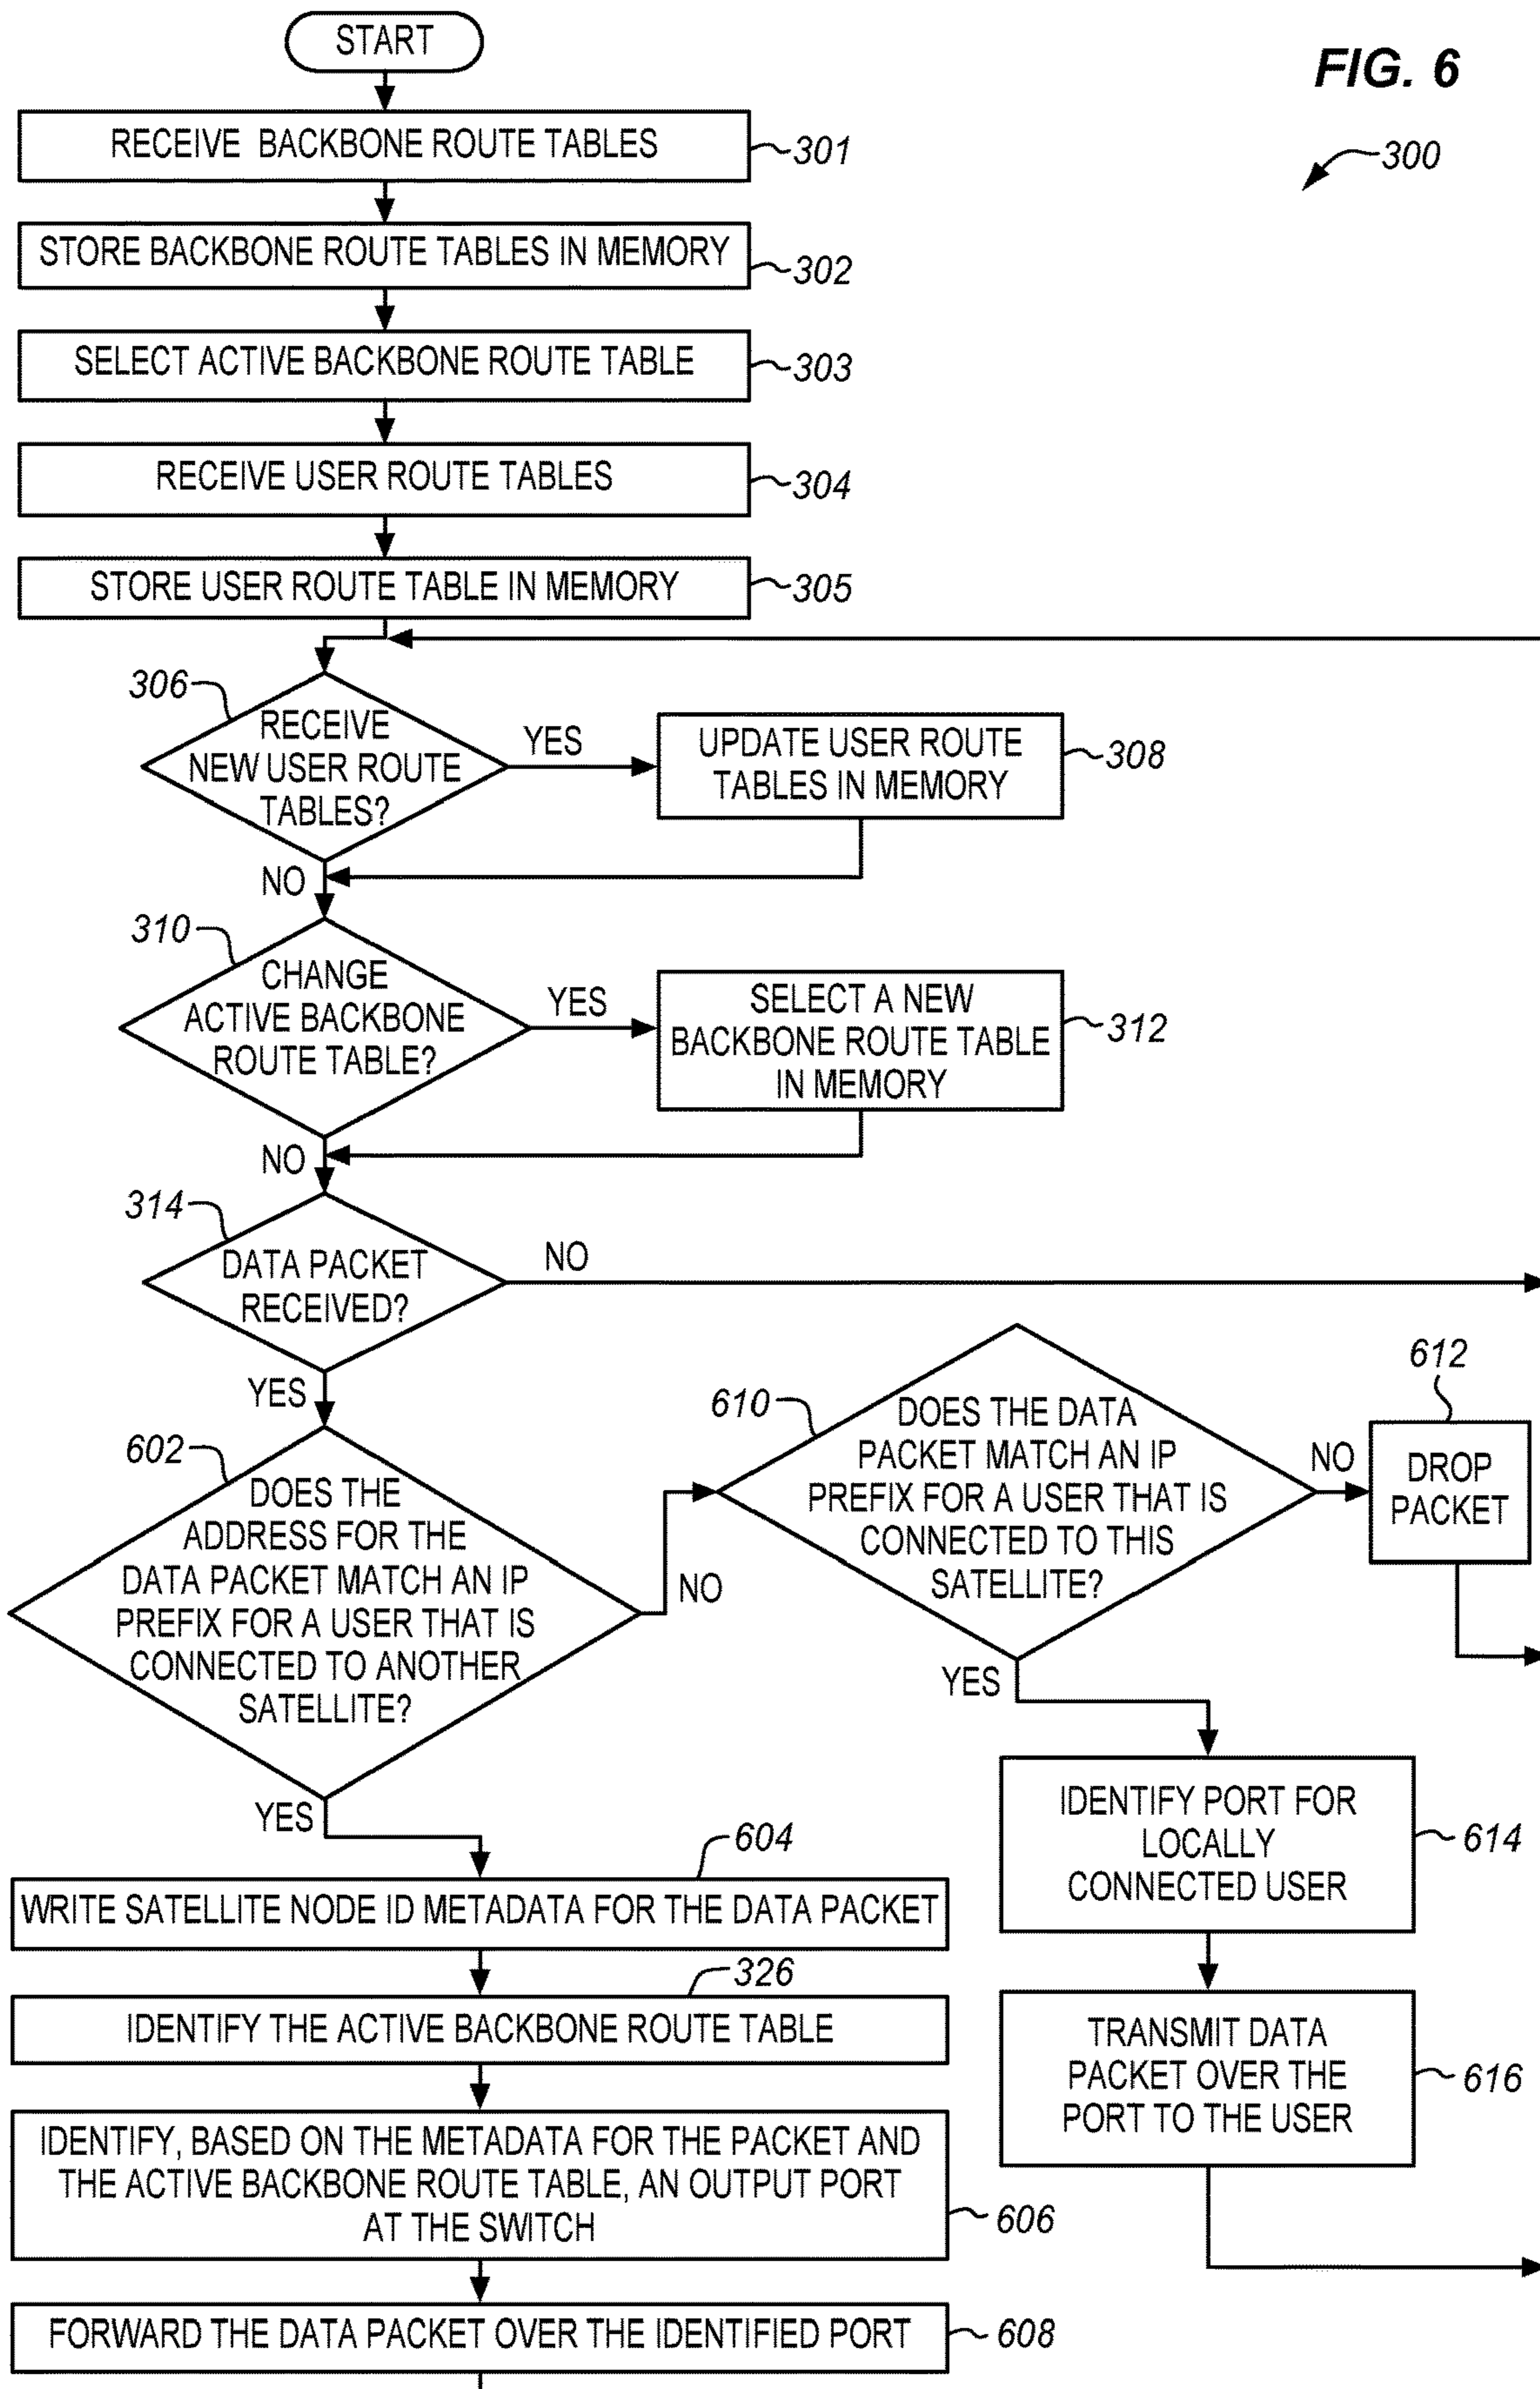 START
FIG. 6
300
RECEIVE BACKBONE ROUTE TABLES
301
STORE BACKBONE ROUTE TABLES IN MEMORY
302
SELECT ACTIVE BACKBONE ROUTE TABLE
303
RECEIVE USER ROUTE TABLES
304
STORE USER ROUTE TABLE IN MEMORY
305
306
RECEIVE
NEW USER ROUTE
TABLES?
YES
UPDATE USER ROUTE
TABLES IN MEMORY
308
NO
310
CHANGE
ACTIVE BACKBONE
ROUTE TABLE?
YES
SELECT A NEW
BACKBONE ROUTE TABLE
IN MEMORY
312
NO
314
DATA PACKET
RECEIVED?
NO
YES
602
DOES THE
ADDRESS FOR THE
DATA PACKET MATCH AN IP
PREFIX FOR A USER THAT IS
CONNECTED TO ANOTHER
SATELLITE?
NO
610
DOES THE DATA
PACKET MATCH AN IP
PREFIX FOR A USER THAT IS
CONNECTED TO THIS
SATELLITE?
NO
612
DROP
PACKET
YES
YES
604
WRITE SATELLITE NODE ID METADATA FOR THE DATA PACKET
326
IDENTIFY THE ACTIVE BACKBONE ROUTE TABLE
IDENTIFY, BASED ON THE METADATA FOR THE PACKET AND
THE ACTIVE BACKBONE ROUTE TABLE, AN OUTPUT PORT
AT THE SWITCH
606
FORWARD THE DATA PACKET OVER THE IDENTIFIED PORT
608
IDENTIFY PORT FOR
LOCALLY
CONNECTED USER
614
TRANSMIT DATA
PACKET OVER THE
PORT TO THE USER
616